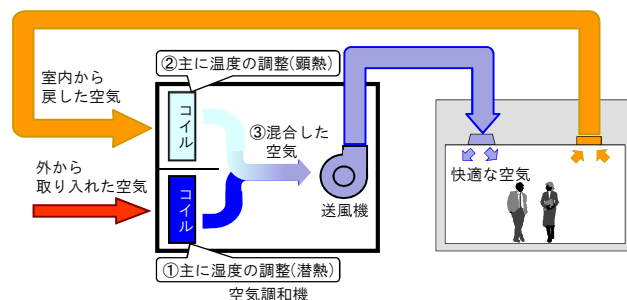 ②主に温度の調整(顕熱)
室内から
戻した空気
コイル
③混合した
空気
外から
取り入れた空気
コイル
送風機
快適な空気
①主に湿度の調整(潜熱)
空気調和機